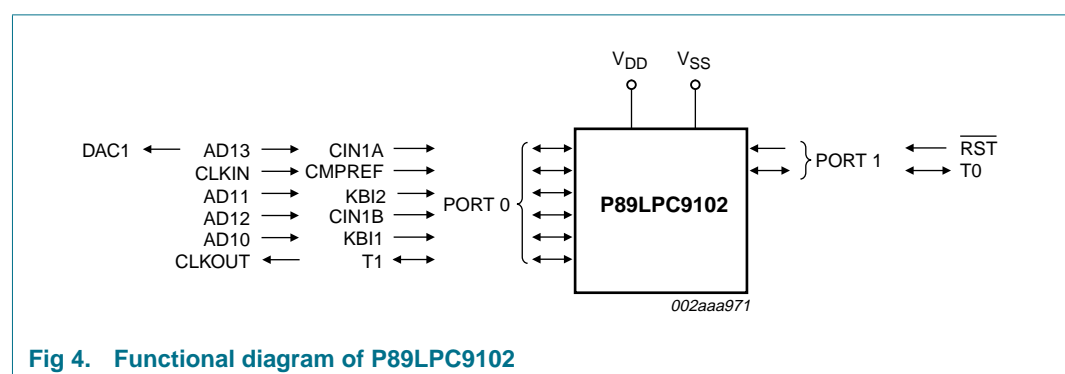 VDD VSS
DAC1 AD13 CIN1A RST
CLKIN CMPREF PORT 1 T0
AD11 KBI2
PORT 0 P89LPC9102
AD12 CIN1B
AD10 KBI1
CLKOUT T1
002aaa971
Fig 4. Functional diagram of P89LPC9102